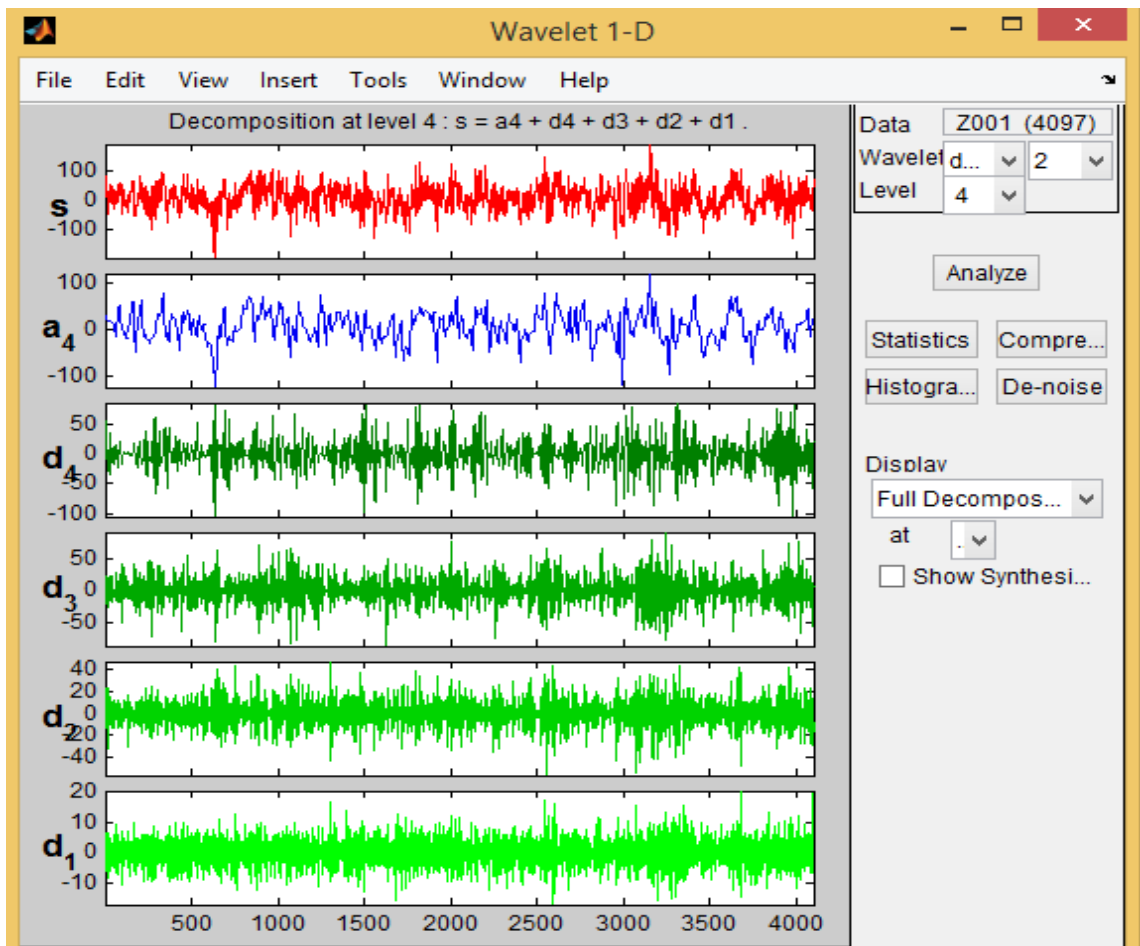 Wavelet 1-D
File Edit View Insert Tools Window Help
Decomposition at level 4 : s = a4 + d4 + d3 + d2 + d1 .
100
0
-100
s
100
0
-100
a4
50
0
-50
-100
d4
50
0
-50
d3
40
20
0
-20
-40
d2
20
10
0
-10
d1
500 1000 1500 2000 2500 3000 3500 4000
Data Z001 (4097)
Wavelet d... 2
Level 4
Analyze
Statistics Compre...
Histogra... De-noise
Display
Full Decompos...
at .
Show Synthesi...